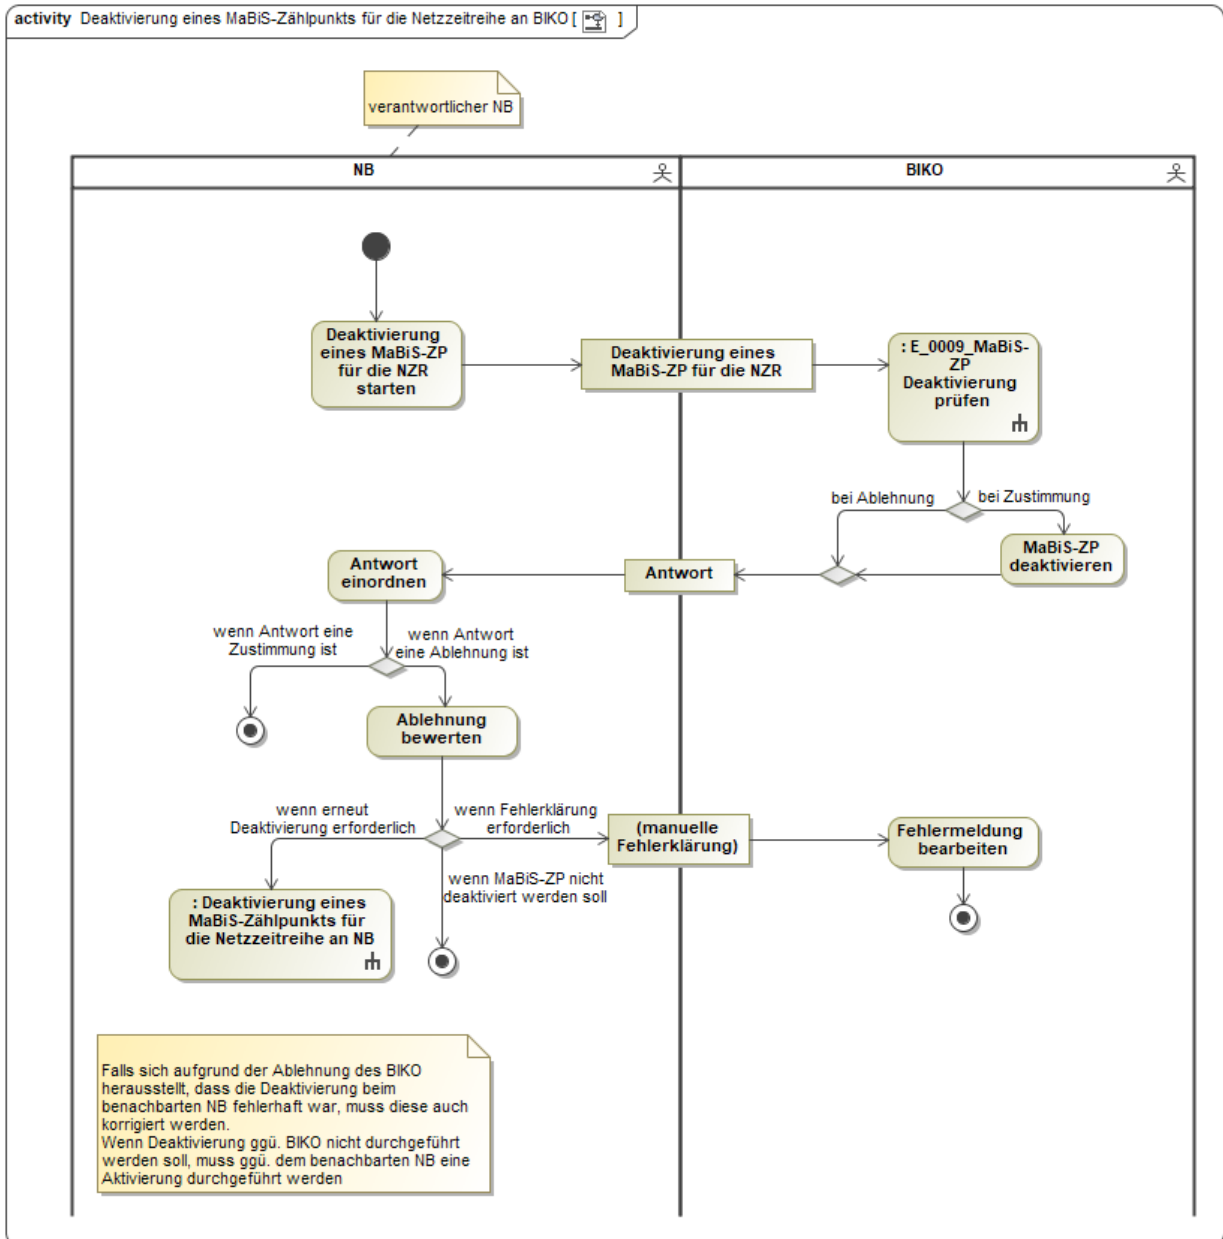 activity Deaktivierung eines MaBiS-Zählpunkts für die Netzzeitreihe an BIKO [ ]
verantwortlicher NB
NB
BIKO
Deaktivierung
eines MaBiS-ZP
für die NZR
starten
Deaktivierung eines
MaBiS-ZP für die NZR
: E_0009_MaBiS-
ZP
Deaktivierung
prüfen
bei Ablehnung
bei Zustimmung
MaBiS-ZP
deaktivieren
Antwort
Antwort
einordnen
wenn Antwort eine
Zustimmung ist
wenn Antwort
eine Ablehnung ist
Ablehnung
bewerten
wenn erneut
Deaktivierung erforderlich
wenn Fehlerklärung
erforderlich
(manuelle
Fehlerklärung)
Fehlermeldung
bearbeiten
wenn MaBiS-ZP nicht
deaktiviert werden soll
: Deaktivierung eines
MaBiS-Zählpunkts für
die Netzzeitreihe an NB
Falls sich aufgrund der Ablehnung des BIKO
herausstellt, dass die Deaktivierung beim
benachbarten NB fehlerhaft war, muss diese auch
korrigiert werden.
Wenn Deaktivierung ggü. BIKO nicht durchgeführt
werden soll, muss ggü. dem benachbarten NB eine
Aktivierung durchgeführt werden